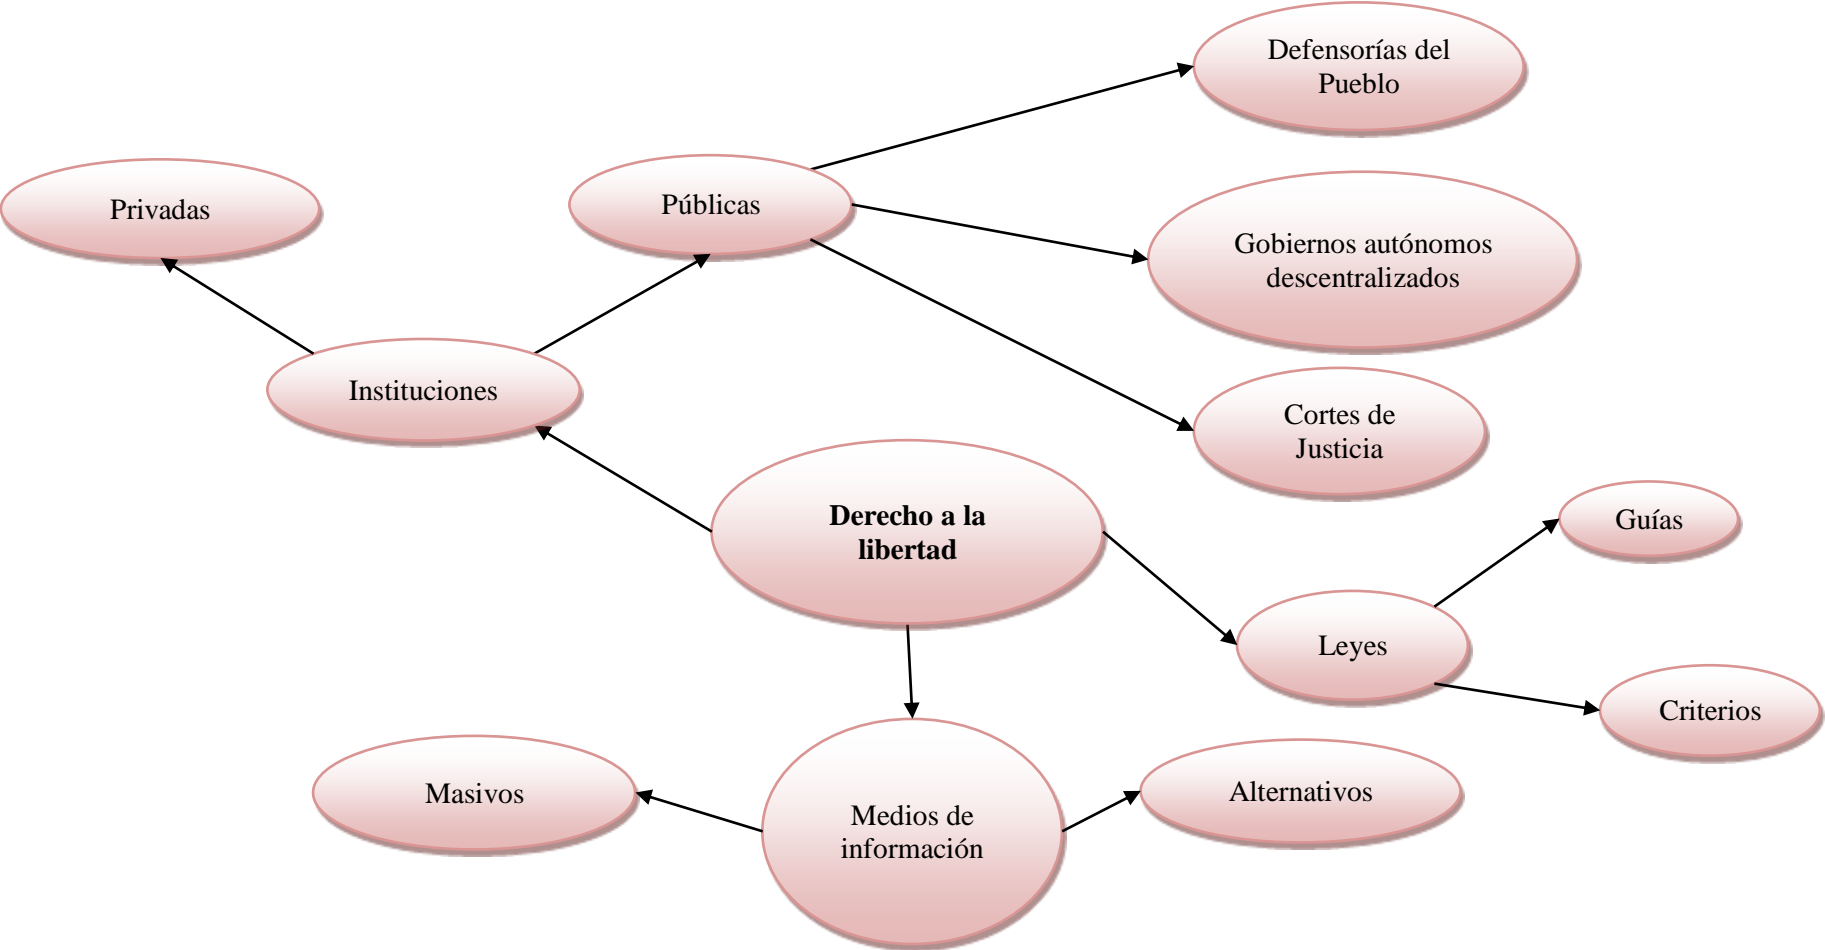 Defensorías del
Pueblo
Privadas
Públicas
Gobiernos autónomos
descentralizados
Instituciones
Cortes de
Justicia
Derecho a la
libertad
Guías
Leyes
Criterios
Masivos
Medios de
información
Alternativos